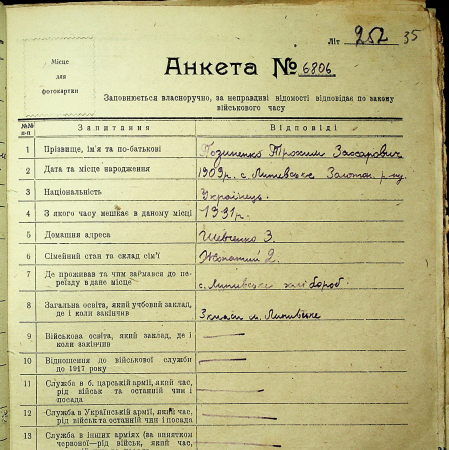 Літ 252 35
Місце
для
фотокартки
Анкета № 6806
Заповнюється власноручно, за неправдиві відомості відповідає по закону
військового часу
№№ п-п Запитання Відповіді
1 Прізвище, ім'я та по-батькові Трохим Захарович
2 Дата та місце народження 1909 р. с. Липівське Золотон. р-ну
3 Національність Українець.
4 З якого часу мешкає в даному місці 1931 р.
5 Домашня адреса Шевченко 3.
6 Сімейний стан та склад сім'ї Жонатий 2.
7 Де проживав та чим займався до пе-
реїзду в дане місце с. Липівське хлібороб
8 Загальна освіта, який учбовий заклад,
де і коли закінчив 3 класи Липівське
9 Військова освіта, який заклад, де і
коли закінчив —
10 Відношення до військової служби
до 1917 року —
11 Служба в б. царській армії, який час,
рід військ та останній чин і
посада —
12 Служба в Українській армії, який час,
рід військ та останній чин і посада —
13 Служба в інших арміях (за винятком
червоної—рід військ, який час,